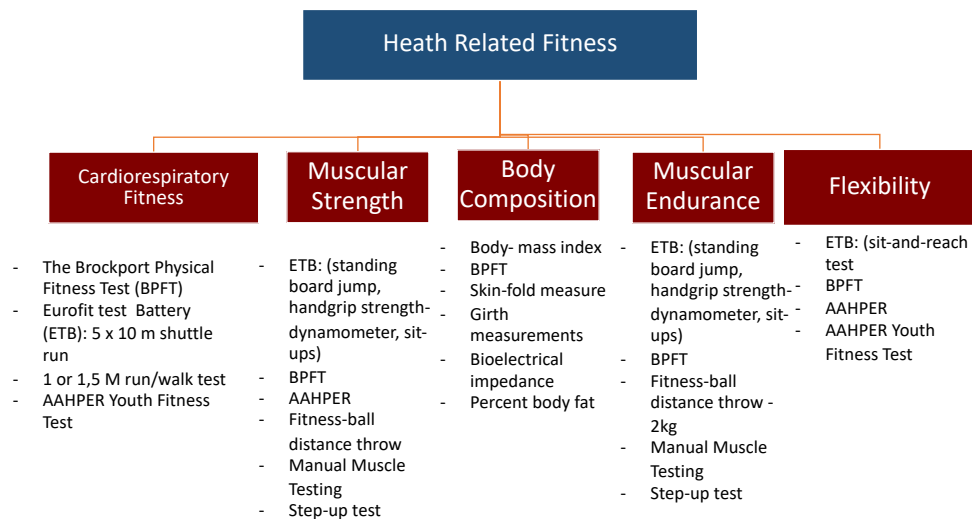 Heath Related Fitness
Cardiorespiratory
Fitness
- The Brockport Physical
Fitness Test (BPFT)
- Eurofit test Battery
(ETB): 5 x 10 m shuttle
run
- 1 or 1,5 M run/walk test
- AAHPER Youth Fitness
Test
Muscular
Strength
- ETB: (standing
board jump,
handgrip strength-
dynamometer, sit-
ups)
- BPFT
- AAHPER
- Fitness-ball
distance throw
- Manual Muscle
Testing
- Step-up test
Body
Composition
- Body- mass index
- BPFT
- Skin-fold measure
- Girth
measurements
- Bioelectrical
impedance
- Percent body fat
Muscular
Endurance
- ETB: (standing
board jump,
handgrip strength-
dynamometer, sit-
ups)
- BPFT
- Fitness-ball
distance throw -
2kg
- Manual Muscle
Testing
- Step-up test
Flexibility
- ETB: (sit-and-reach
test
- BPFT
- AAHPER
- AAHPER Youth
Fitness Test